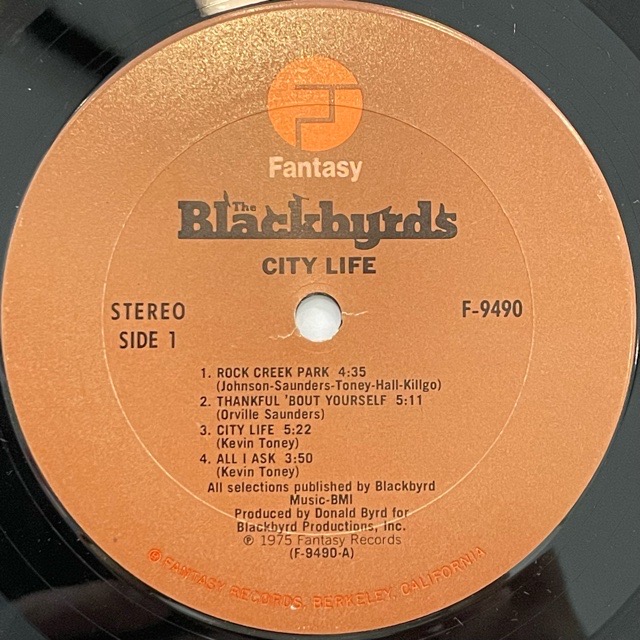 Fantasy
The
Blackbyrds
CITY LIFE
STEREO
SIDE 1
F-9490
1. ROCK CREEK PARK 4:35
(Johnson-Saunders-Toney-Hall-Killgo)
2. THANKFUL 'BOUT YOURSELF 5:11
(Orville Saunders)
3. CITY LIFE 5:22
(Kevin Toney)
4. ALL I ASK 3:50
(Kevin Toney)
All selections published by Blackbyrd
Music-BMI
Produced by Donald Byrd for
Blackbyrd Productions, Inc.
℗ 1975 Fantasy Records
(F-9490-A)
© FANTASY RECORDS, BERKELEY, CALIFORNIA